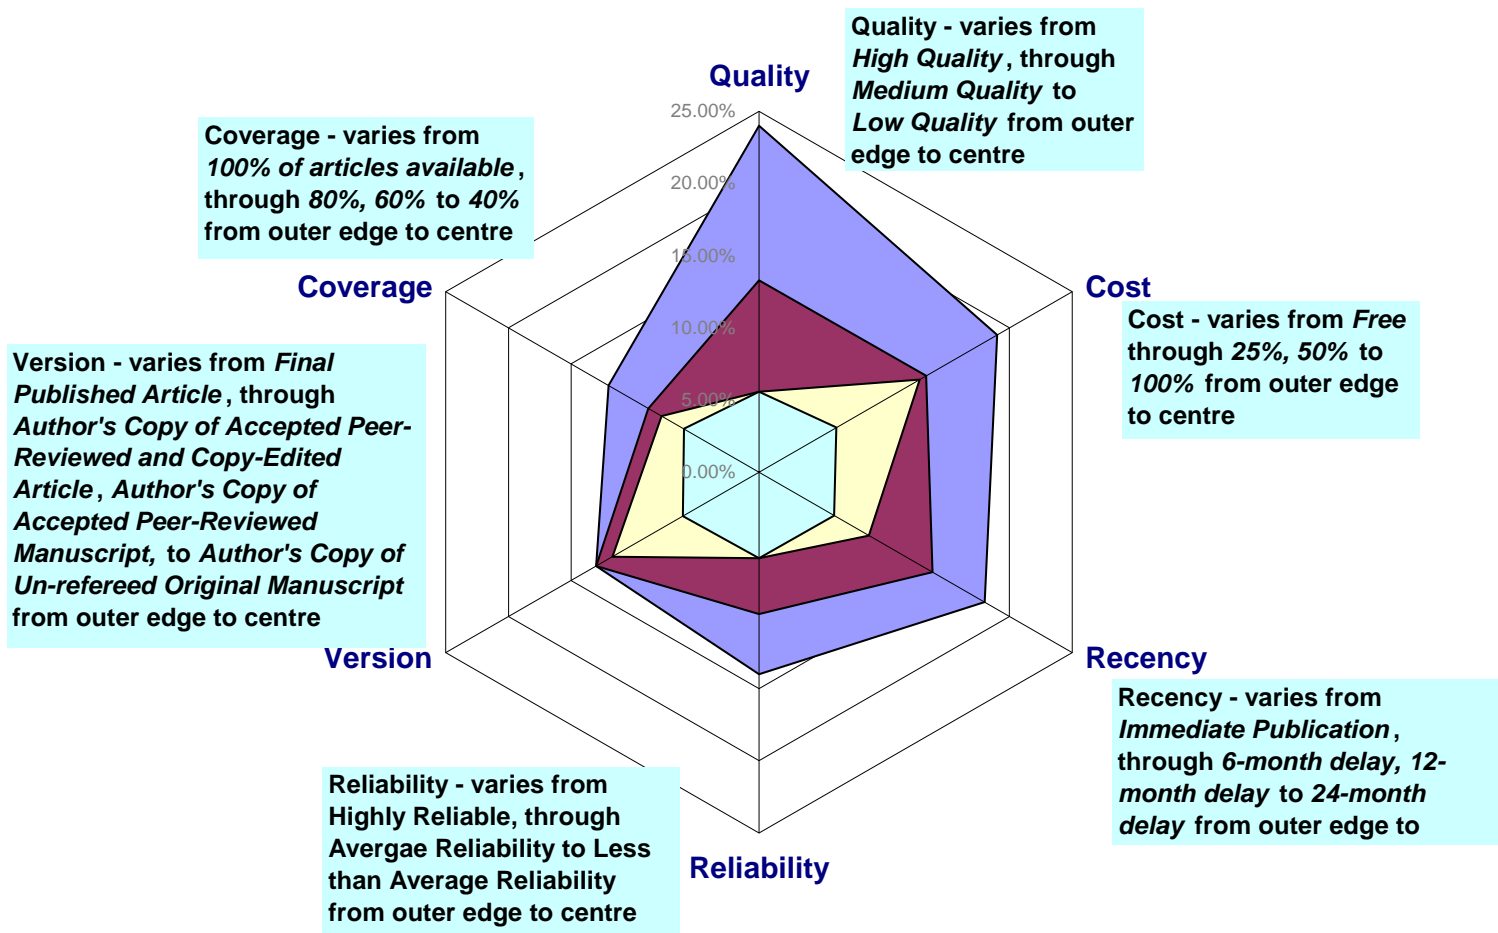 Quality - varies from
High Quality, through
Medium Quality to
Low Quality from outer
edge to centre
Quality
25.00%
20.00%
15.00%
10.00%
5.00%
0.00%
Coverage - varies from
100% of articles available,
through 80%, 60% to 40%
from outer edge to centre
Coverage
Cost
Cost - varies from Free
through 25%, 50% to
100% from outer edge
to centre
Version - varies from Final
Published Article, through
Author's Copy of Accepted Peer-
Reviewed and Copy-Edited
Article, Author's Copy of
Accepted Peer-Reviewed
Manuscript, to Author's Copy of
Un-refereed Original Manuscript
from outer edge to centre
Version
Recency
Recency - varies from
Immediate Publication,
through 6-month delay, 12-
month delay to 24-month
delay from outer edge to
Reliability - varies from
Highly Reliable, through
Avergae Reliability to Less
than Average Reliability
from outer edge to centre
Reliability